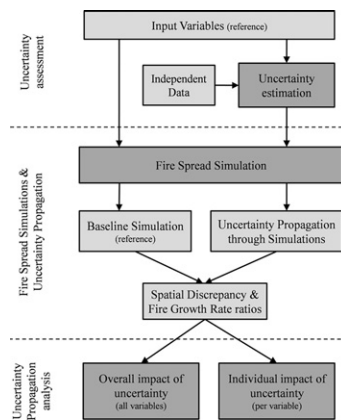 Input Variables (reference)
Uncertainty
assessment
Independent
Data
Uncertainty
estimation
Fire Spread Simulations &
Uncertainty Propagation
Fire Spread Simulation
Baseline Simulation
(reference)
Uncertainty Propagation
through Simulations
Spatial Discrepancy &
Fire Growth Rate ratios
Uncertainty
Propagation
analysis
Overall impact of
uncertainty
(all variables)
Individual impact of
uncertainty
(per variable)